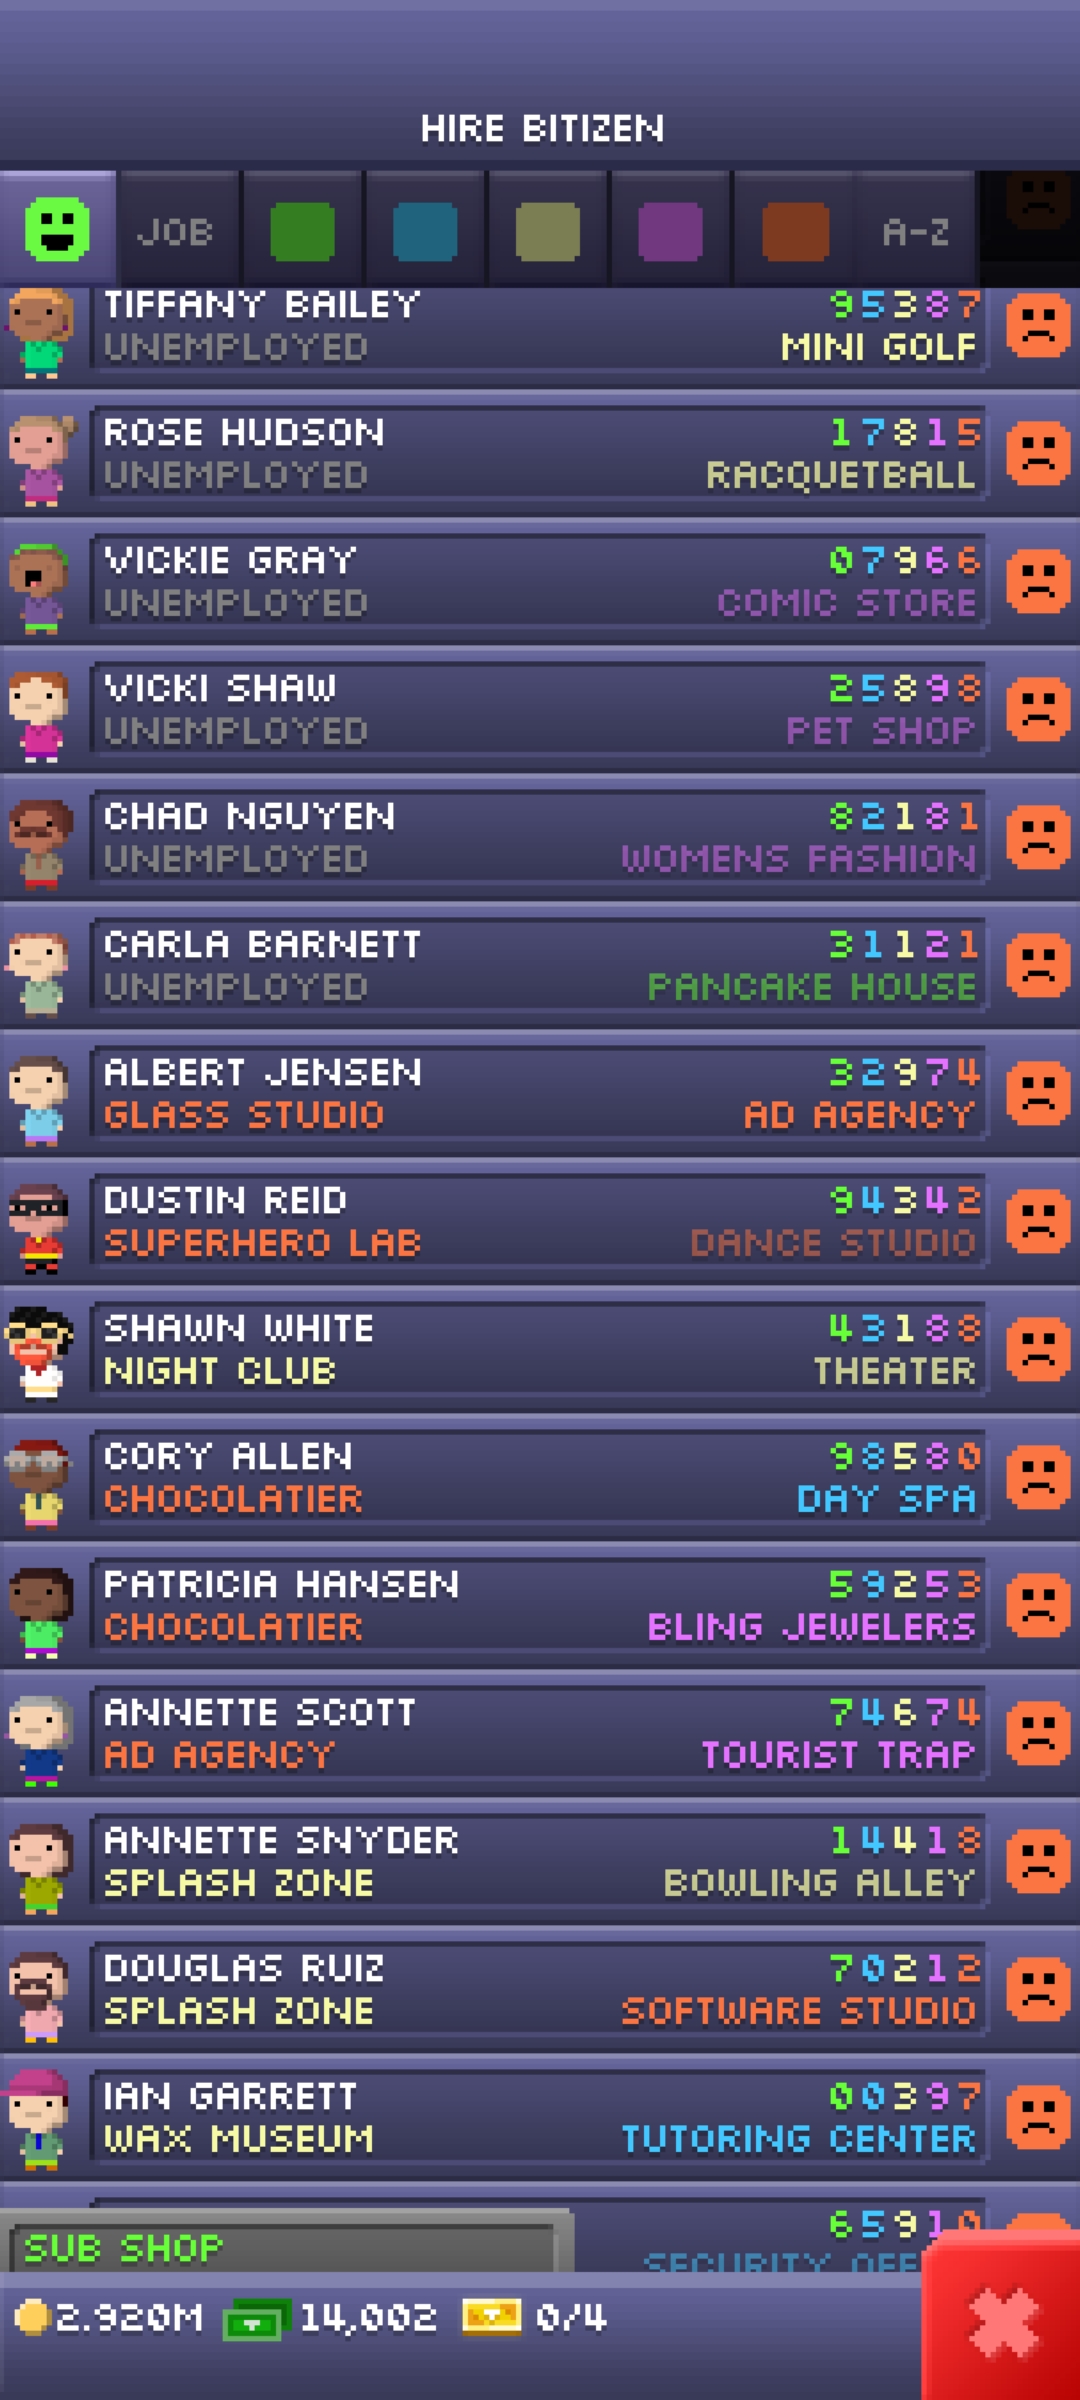 HIRE BITIZEN
JOB
A-Z
TIFFANY BAILEY 95387
UNEMPLOYED MINI GOLF
ROSE HUDSON 17815
UNEMPLOYED RACQUETBALL
VICKIE GRAY 07966
UNEMPLOYED COMIC STORE
VICKI SHAW 25898
UNEMPLOYED PET SHOP
CHAD NGUYEN 82181
UNEMPLOYED WOMENS FASHION
CARLA BARNETT 31121
UNEMPLOYED PANCAKE HOUSE
ALBERT JENSEN 32974
GLASS STUDIO AD AGENCY
DUSTIN REID 94342
SUPERHERO LAB DANCE STUDIO
SHAWN WHITE 43188
NIGHT CLUB THEATER
CORY ALLEN 98580
CHOCOLATIER DAY SPA
PATRICIA HANSEN 59253
CHOCOLATIER BLING JEWELERS
ANNETTE SCOTT 74674
AD AGENCY TOURIST TRAP
ANNETTE SNYDER 14418
SPLASH ZONE BOWLING ALLEY
DOUGLAS RUIZ 70212
SPLASH ZONE SOFTWARE STUDIO
IAN GARRETT 00397
WAX MUSEUM TUTORING CENTER
65910
SUB SHOP SECURITY OFF
2.920M 14,002 0/4